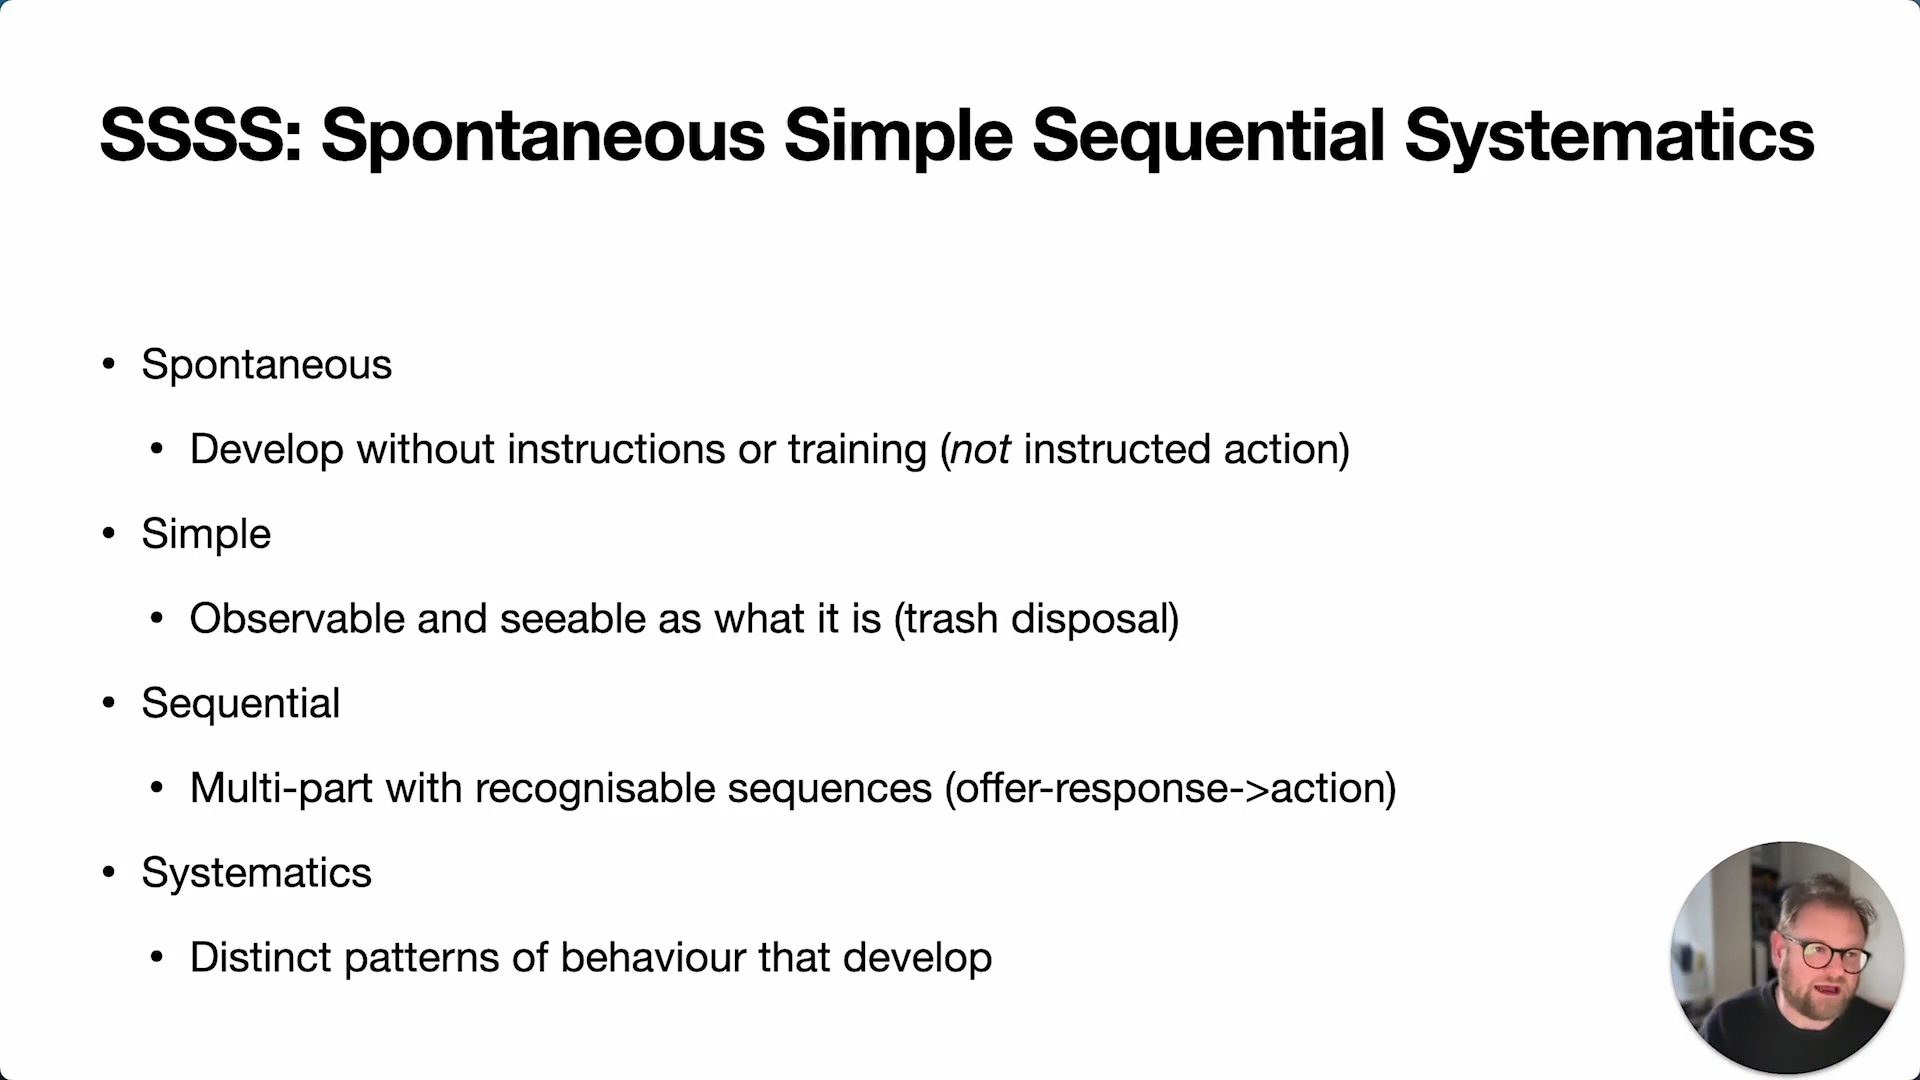 SSSS: Spontaneous Simple Sequential Systematics
• Spontaneous
• Develop without instructions or training (not instructed action)
• Simple
• Observable and seeable as what it is (trash disposal)
• Sequential
• Multi-part with recognisable sequences (offer-response->action)
• Systematics
• Distinct patterns of behaviour that develop